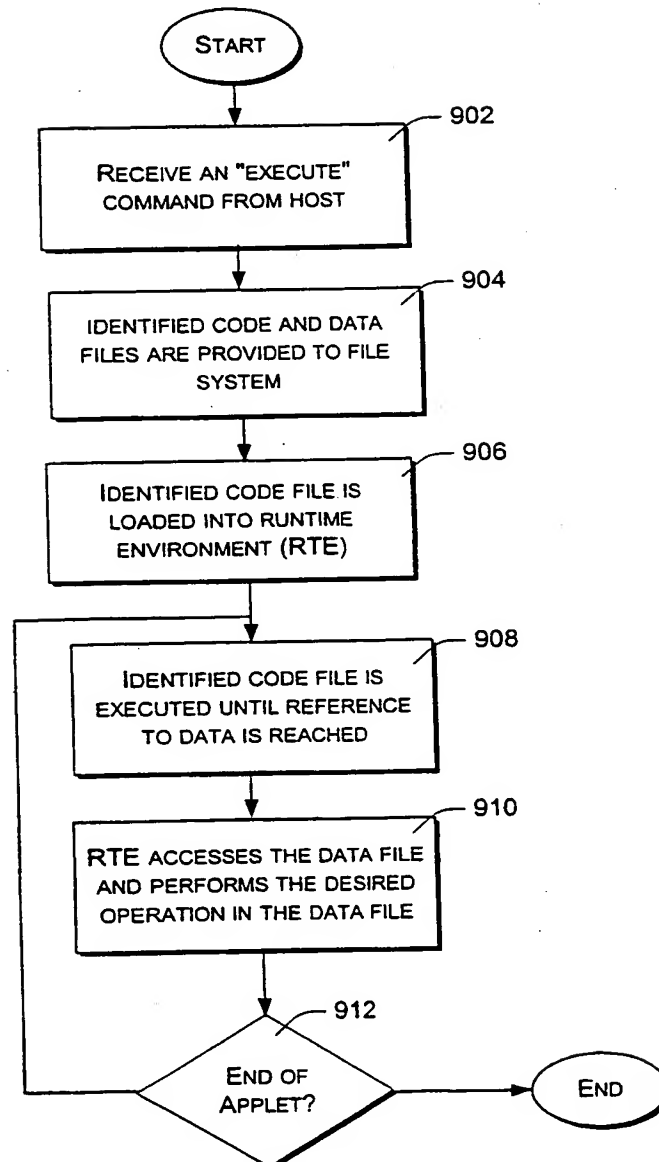 START
902
RECEIVE AN "EXECUTE"
COMMAND FROM HOST
904
IDENTIFIED CODE AND DATA
FILES ARE PROVIDED TO FILE
SYSTEM
906
IDENTIFIED CODE FILE IS
LOADED INTO RUNTIME
ENVIRONMENT (RTE)
908
IDENTIFIED CODE FILE IS
EXECUTED UNTIL REFERENCE
TO DATA IS REACHED
910
RTE ACCESSES THE DATA FILE
AND PERFORMS THE DESIRED
OPERATION IN THE DATA FILE
912
END OF
APPLET?
END